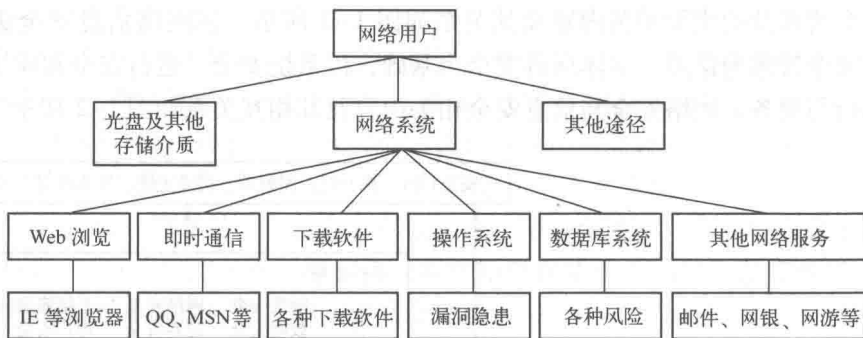 网络用户
光盘及其他
存储介质
网络系统
其他途径
Web 浏览
即时通信
下载软件
操作系统
数据库系统
其他网络服务
IE 等浏览器
QQ、MSN等
各种下载软件
漏洞隐患
各种风险
邮件、网银、网游等